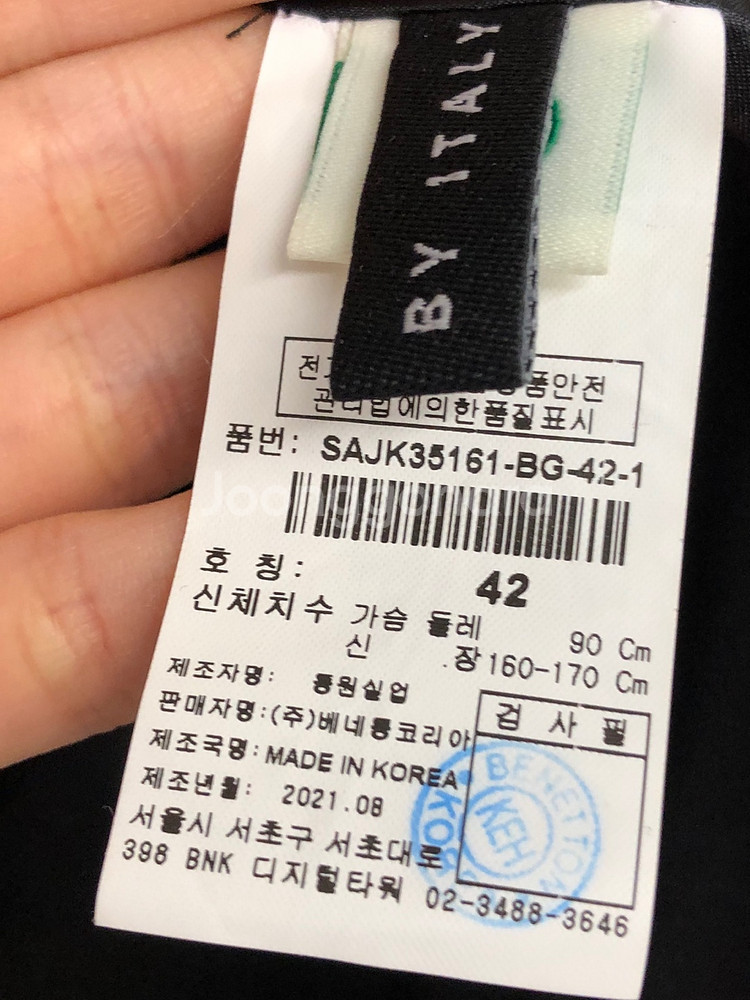 BY ITALY
전 품안전
관리법에의한품질표시
품번: SAJK35161-BG-42-1
Joonggonara
호 칭: 42
신체치수 가슴 둘레 90 Cm
신 장 160-170 Cm
제조자명: 통원실업
판매자명:(주)베네통코리아
제조국명: MADE IN KOREA
제조년월: 2021.08
서울시 서초구 서초대로
398 BNK 디지털타워 02-3488-3646
검 사 필
BENETTON
KEH